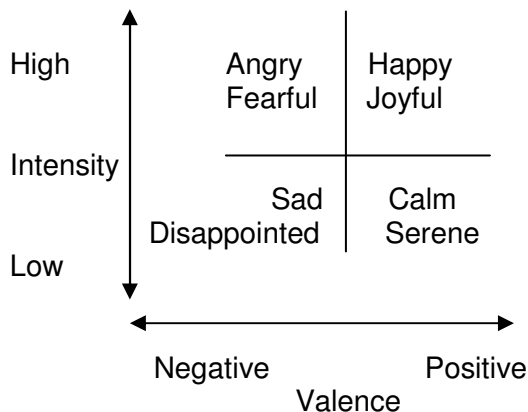 High
Angry
Happy
Fearful
Joyful
Intensity
Sad
Calm
Disappointed
Serene
Low
Negative
Positive
Valence